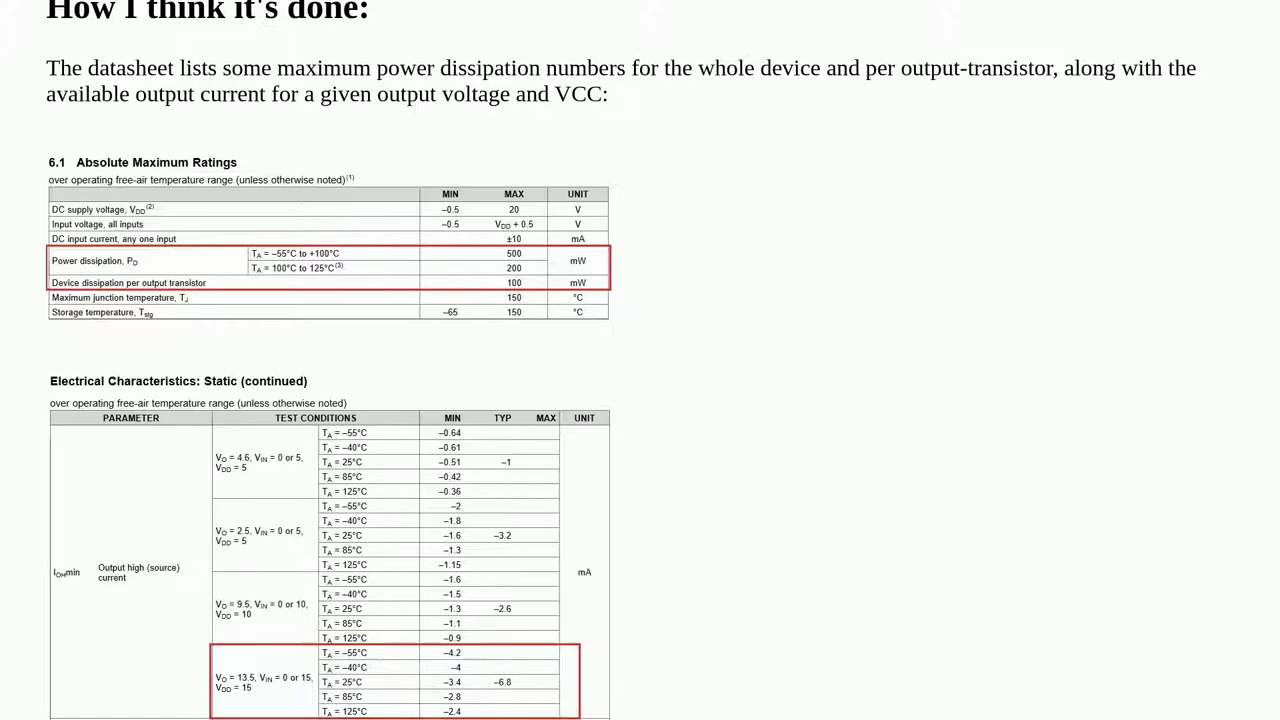 How I think it's done:
The datasheet lists some maximum power dissipation numbers for the whole device and per output-transistor, along with the
available output current for a given output voltage and VCC:
6.1 Absolute Maximum Ratings
over operating free-air temperature range (unless otherwise noted)(1)
MIN MAX UNIT
DC supply voltage, VDD(2) –0.5 20 V
Input voltage, all inputs –0.5 VDD + 0.5 V
DC input current, any one input ±10 mA
Power dissipation, PD TA = –55°C to +100°C 500 mW
TA = 100°C to 125°C(3) 200
Device dissipation per output transistor 100 mW
Maximum junction temperature, TJ 150 °C
Storage temperature, Tstg –65 150 °C
Electrical Characteristics: Static (continued)
over operating free-air temperature range (unless otherwise noted)
PARAMETER TEST CONDITIONS MIN TYP MAX UNIT
IOHmin Output high (source) current mA
VO = 4.6, VIN = 0 or 5,
VDD = 5
TA = –55°C –0.64
TA = –40°C –0.61
TA = 25°C –0.51 –1
TA = 85°C –0.42
TA = 125°C –0.36
VO = 2.5, VIN = 0 or 5,
VDD = 5
TA = –55°C –2
TA = –40°C –1.8
TA = 25°C –1.6 –3.2
TA = 85°C –1.3
TA = 125°C –1.15
VO = 9.5, VIN = 0 or 10,
VDD = 10
TA = –55°C –1.6
TA = –40°C –1.5
TA = 25°C –1.3 –2.6
TA = 85°C –1.1
TA = 125°C –0.9
VO = 13.5, VIN = 0 or 15,
VDD = 15
TA = –55°C –4.2
TA = –40°C –4
TA = 25°C –3.4 –6.8
TA = 85°C –2.8
TA = 125°C –2.4